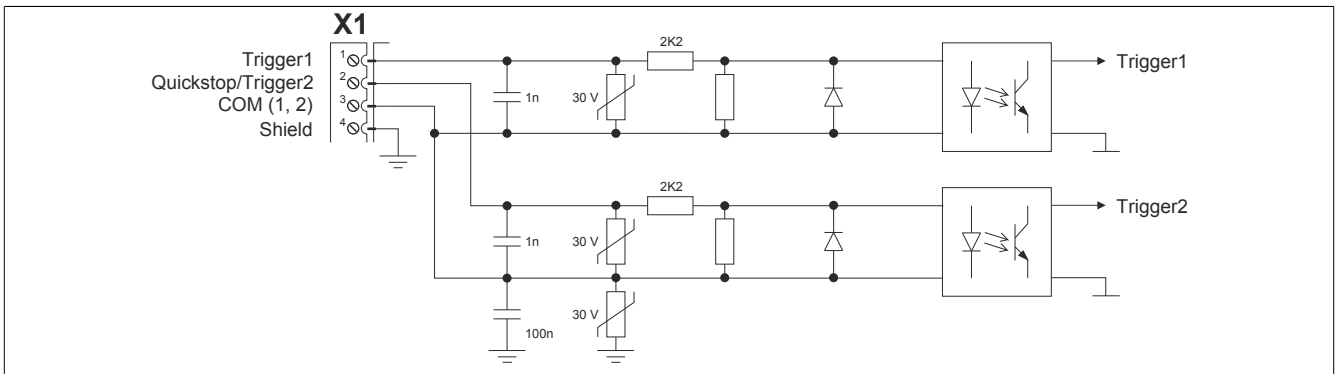 X1
Trigger1
Quickstop/Trigger2
COM (1, 2)
Shield
1
2
3
4
2K2
1n
30 V
Trigger1
2K2
1n
30 V
Trigger2
100n
30 V